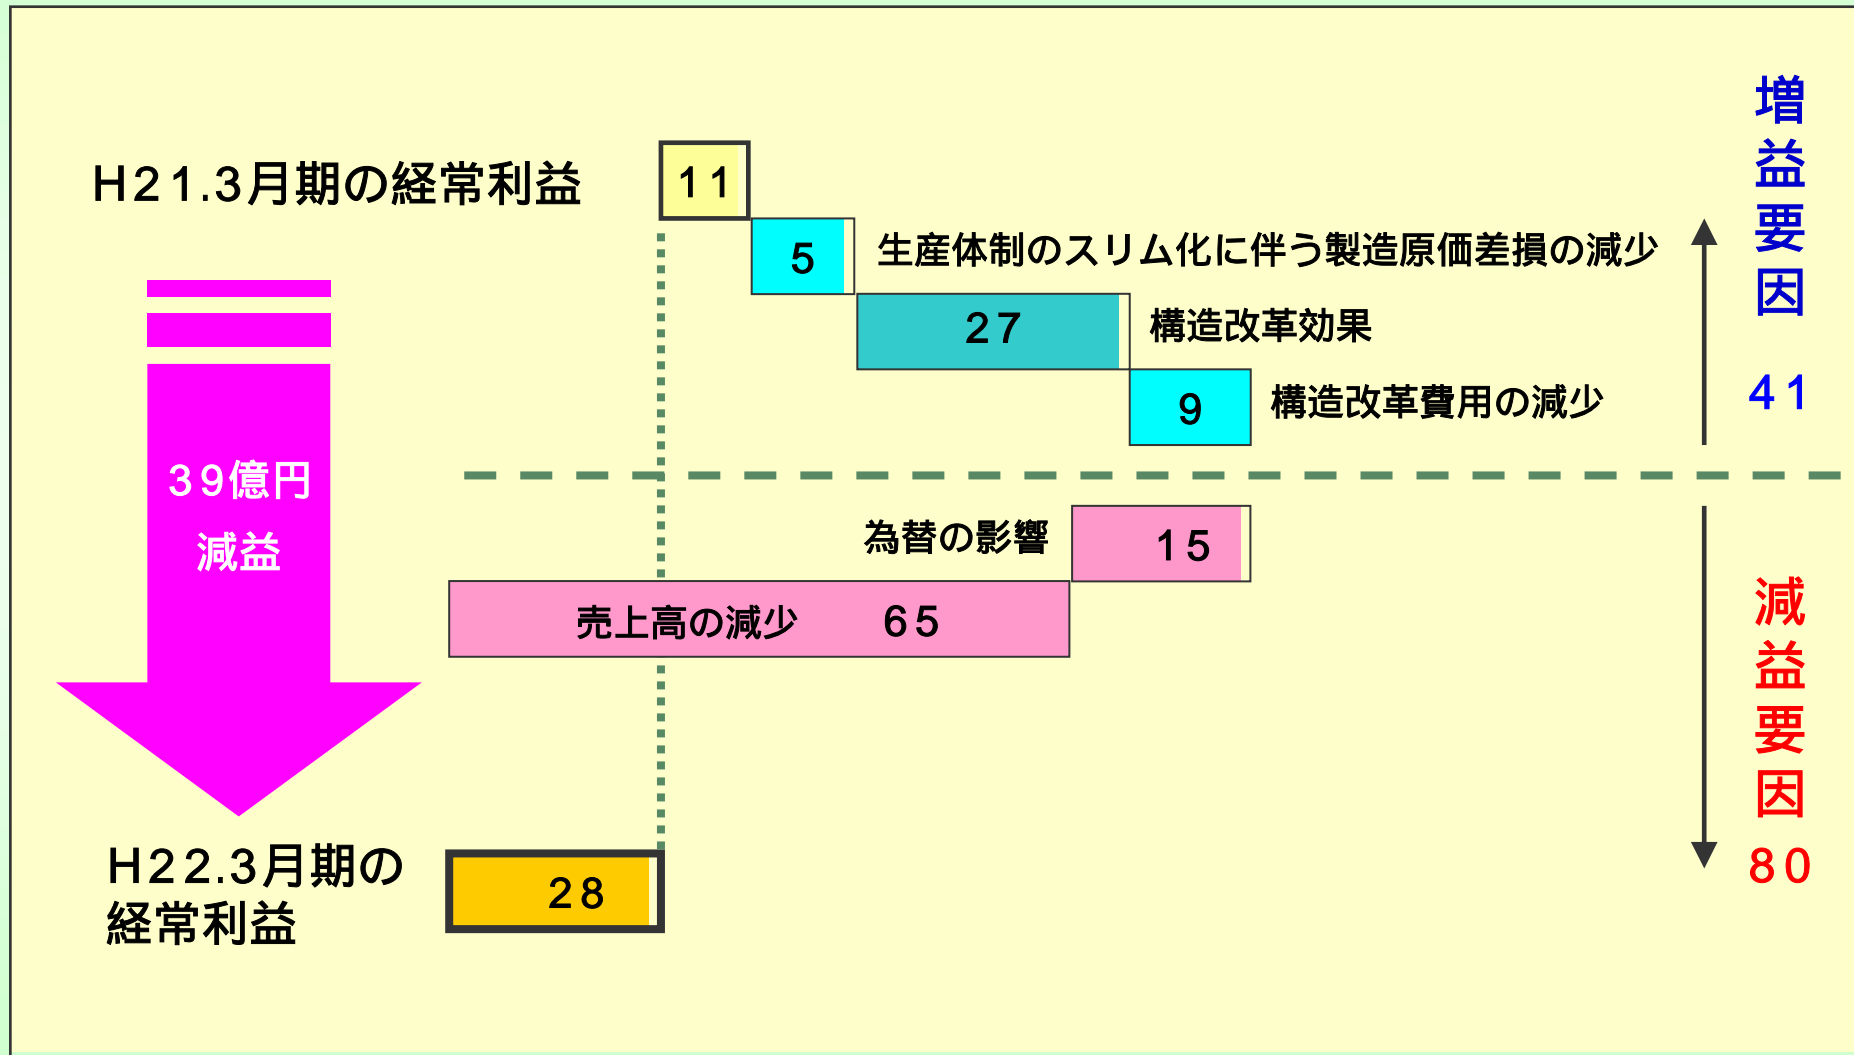 H21.3月期の経常利益
11
5
生産体制のスリム化に伴う製造原価差損の減少
27
構造改革効果
9
構造改革費用の減少
増益要因
41
39億円
減益
為替の影響
15
売上高の減少 65
減益要因
80
H22.3月期の
経常利益
28